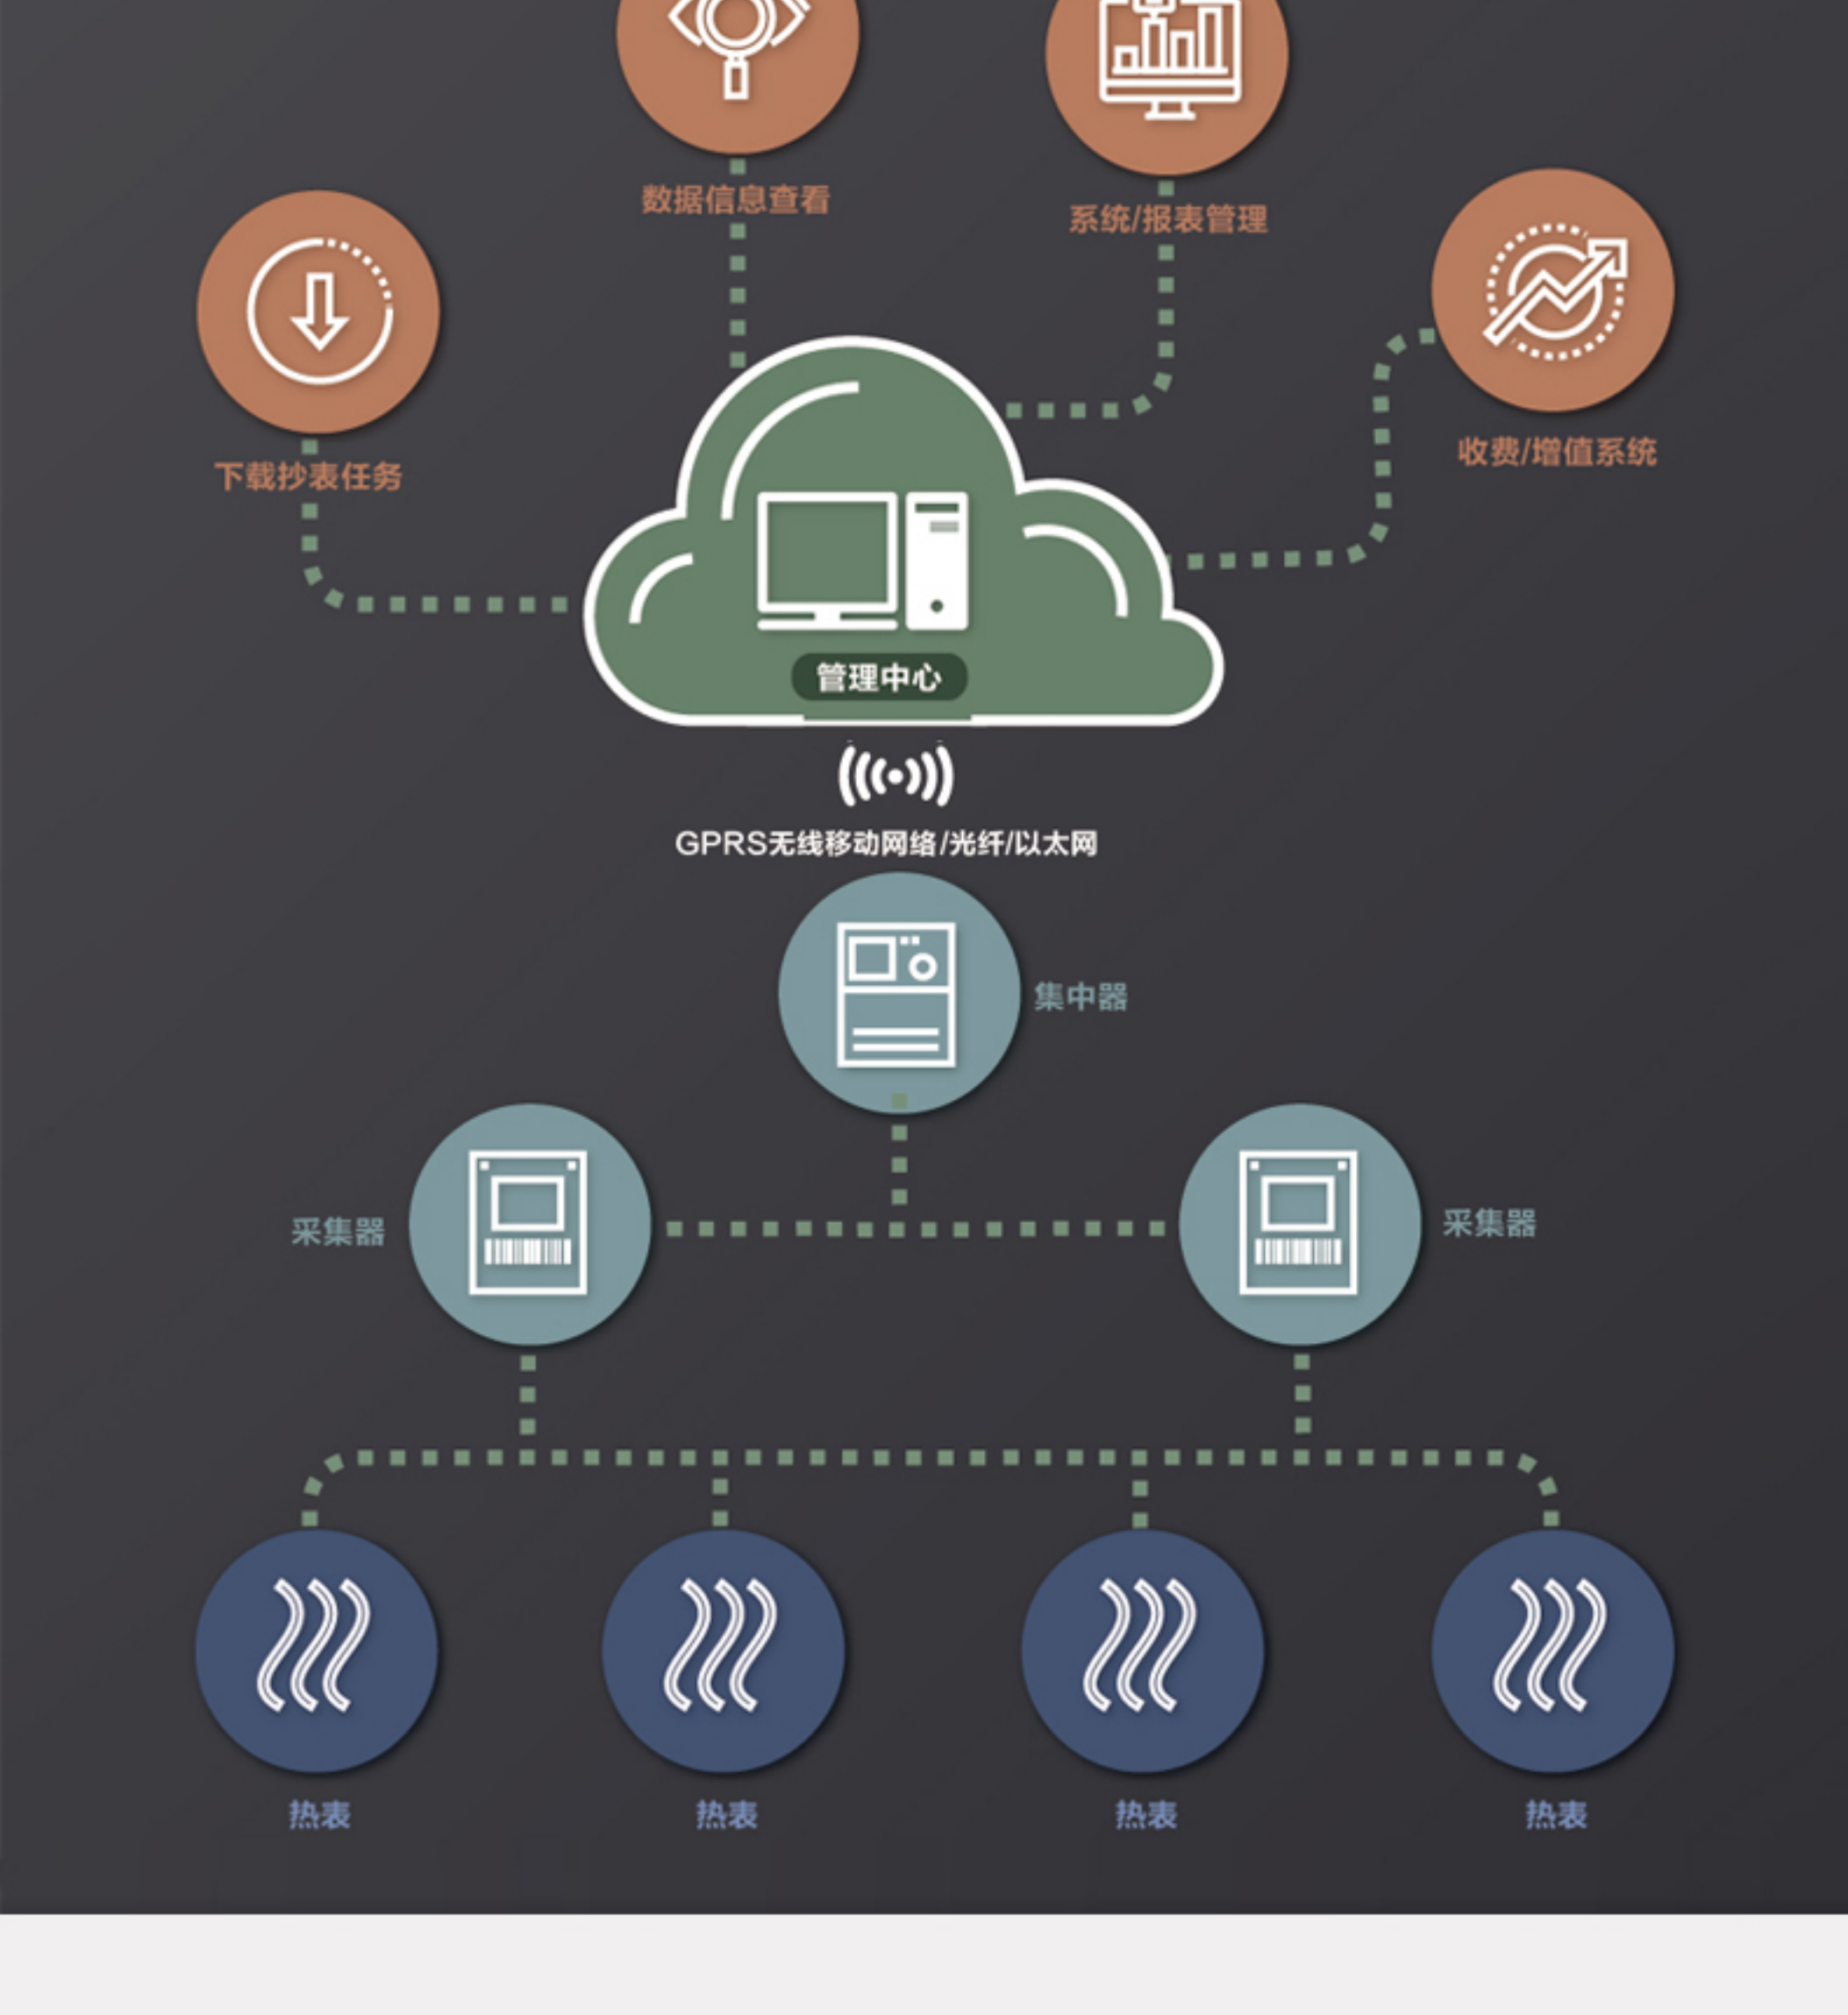 数据信息查看
系统/报表管理
收费/增值系统
下载抄表任务
管理中心
GPRS无线移动网络/光纤/以太网
集中器
采集器
采集器
热表
热表
热表
热表